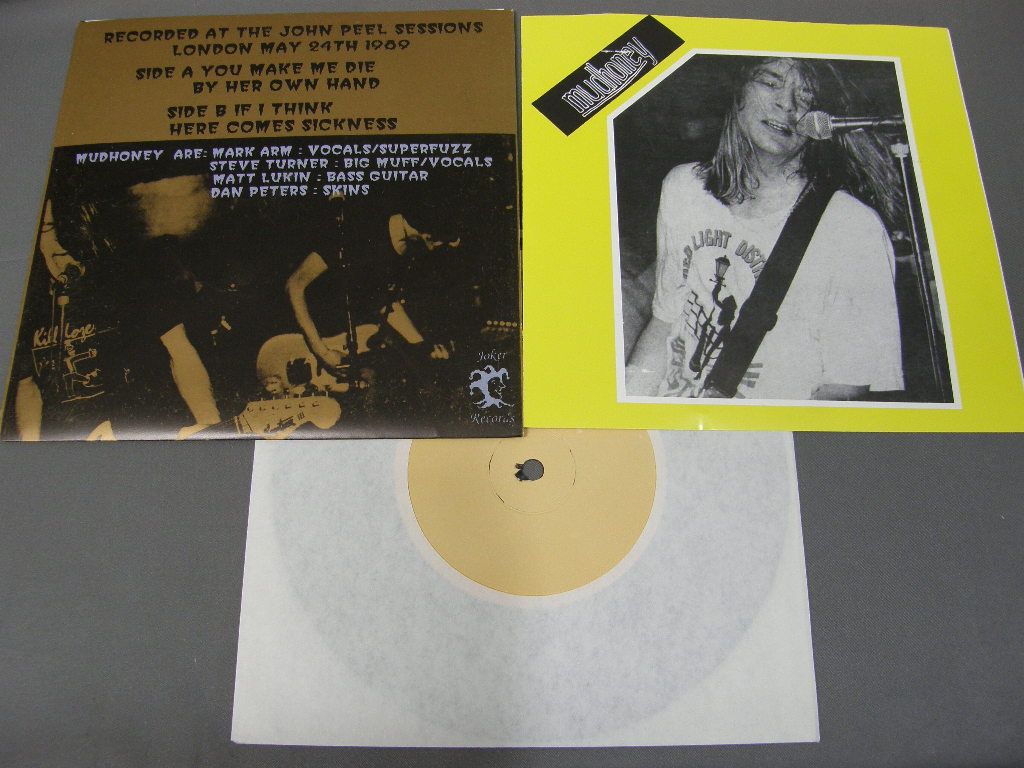 RECORDED AT THE JOHN PEEL SESSIONS
LONDON MAY 24TH 1989
SIDE A YOU MAKE ME DIE
BY HER OWN HAND
SIDE B IF I THINK
HERE COMES SICKNESS
MUDHONEY ARE: MARK ARM : VOCALS/SUPERFUZZ
STEVE TURNER : BIG MUFF/VOCALS
MATT LUKIN : BASS GUITAR
DAN PETERS : SKINS
Joker
Records
mudhoney
LIGHT DIST